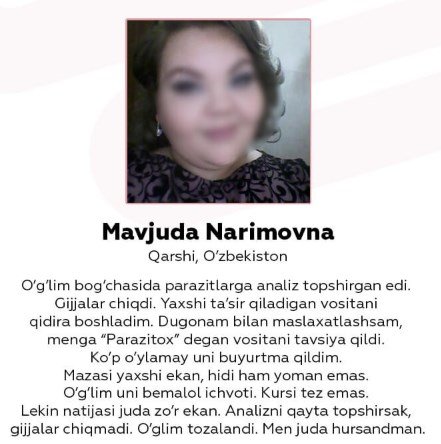 Mavjuda Narimovna
Qarshi, O‘zbekiston
O‘g‘lim bog‘chasida parazitlarga analiz topshirgan edi.
Gijjalar chiqdi. Yaxshi ta’sir qiladigan vositani
qidira boshladim. Dugonam bilan maslaxatlashsam,
menga “Parazitox” degan vositani tavsiya qildi.
Ko‘p o‘ylamay uni buyurtma qildim.
Mazasi yaxshi ekan, hidi ham yoman emas.
O‘g‘lim uni bemalol ichvoti. Kursi tez emas.
Lekin natijasi juda zo‘r ekan. Analizni qayta topshirsak,
gijjalar chiqmadi. O‘glim tozalandi. Men juda hursandman.